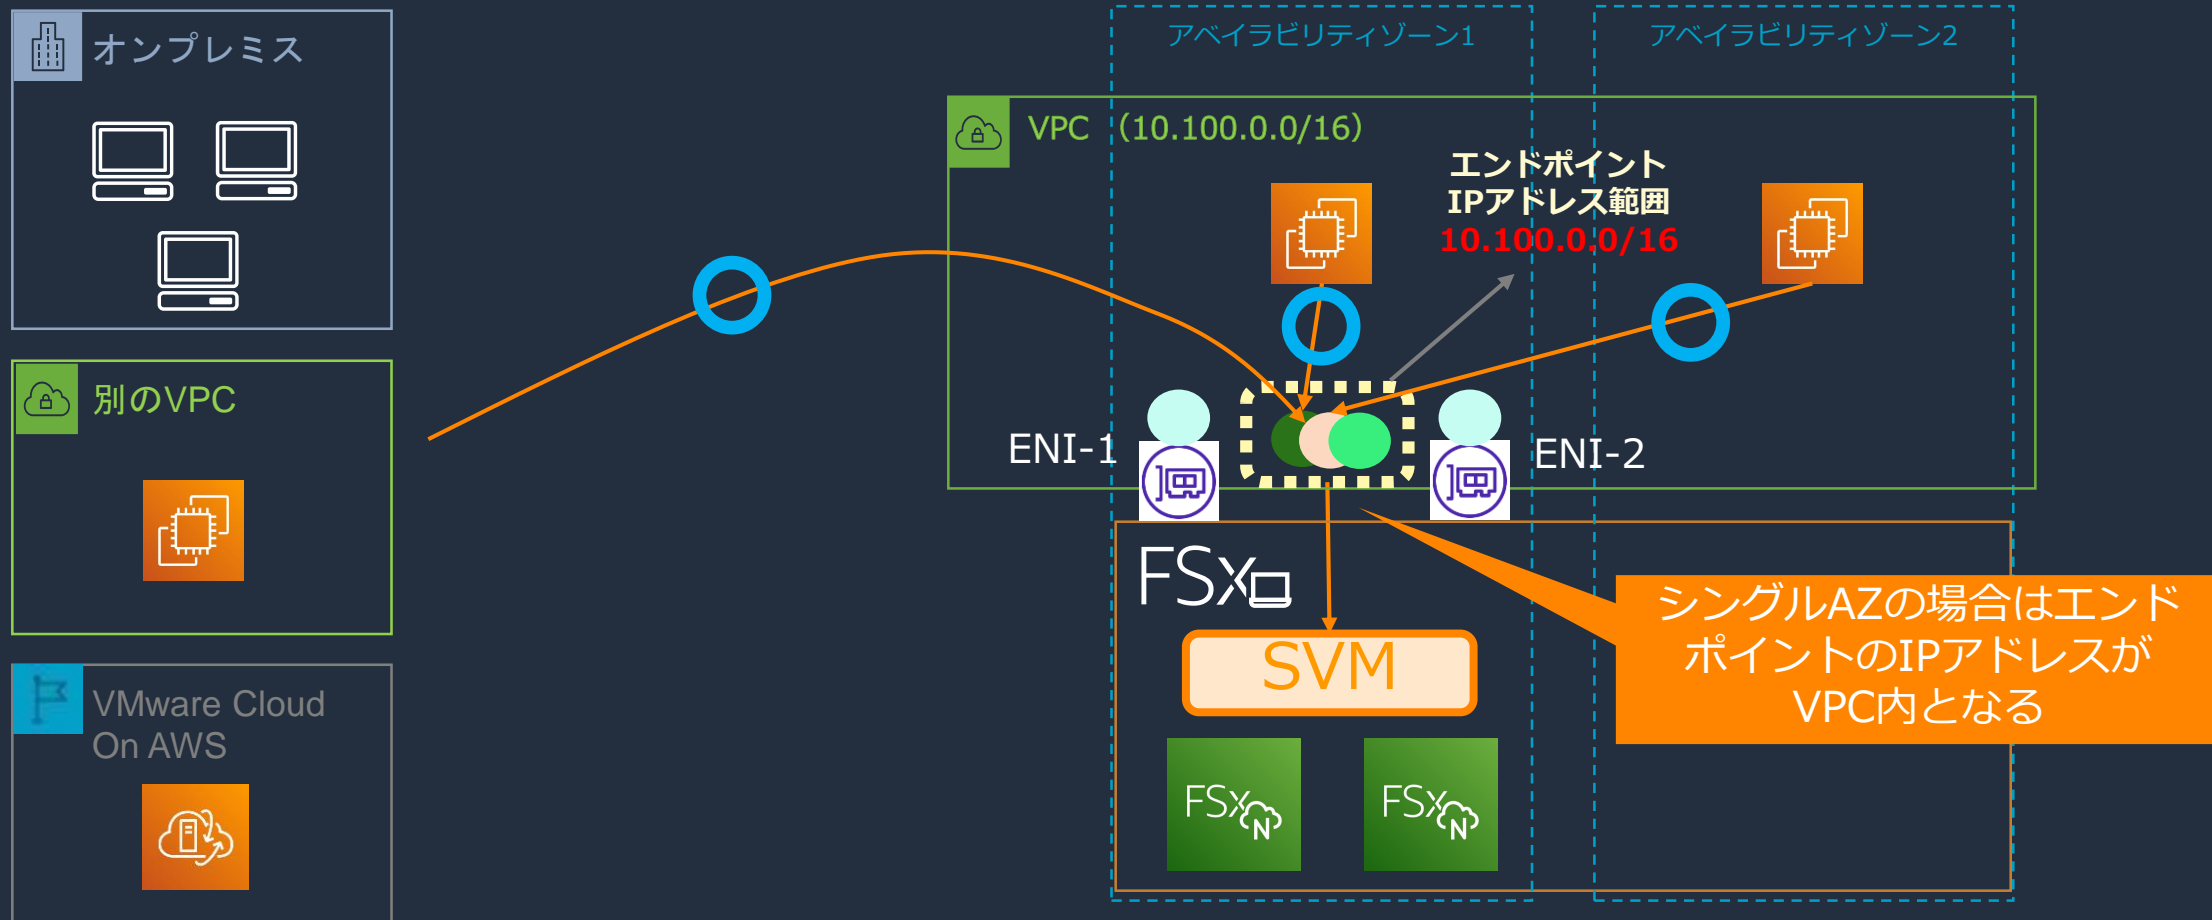 オンプレミス
別のVPC
VMware Cloud
On AWS
アベイラビリティゾーン1
アベイラビリティゾーン2
VPC （10.100.0.0/16）
エンドポイント
IPアドレス範囲
10.100.0.0/16
ENI-1
ENI-2
FSx
SVM
FSx
N
FSx
N
シングルAZの場合はエンド
ポイントのIPアドレスが
VPC内となる